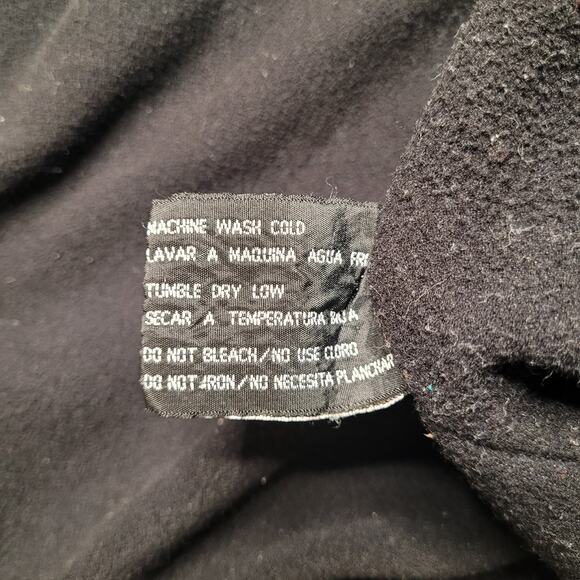 MACHINE WASH COLD
LAVAR A MAQUINA AGUA FRI
TUMBLE DRY LOW
SECAR A TEMPERATURA BAJA
DO NOT BLEACH/NO USE CLORO
DO NOT IRON/NO NECESITA PLANCHAR